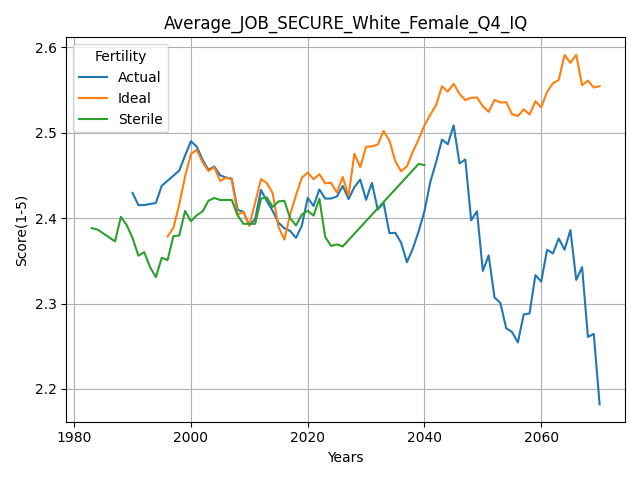 Average_JOB_SECURE_White_Female_Q4_IQ
Fertility
Actual
Ideal
Sterile
Score(1-5)
2.6
2.5
2.4
2.3
2.2
1980
2000
2020
2040
2060
Years